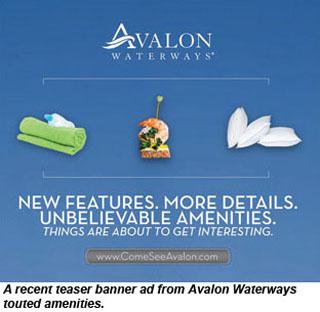 AVALON
WATERWAYS®
NEW FEATURES. MORE DETAILS.
UNBELIEVABLE AMENITIES.
THINGS ARE ABOUT TO GET INTERESTING.
www.ComeSeeAvalon.com
A recent teaser banner ad from Avalon Waterways
touted amenities.